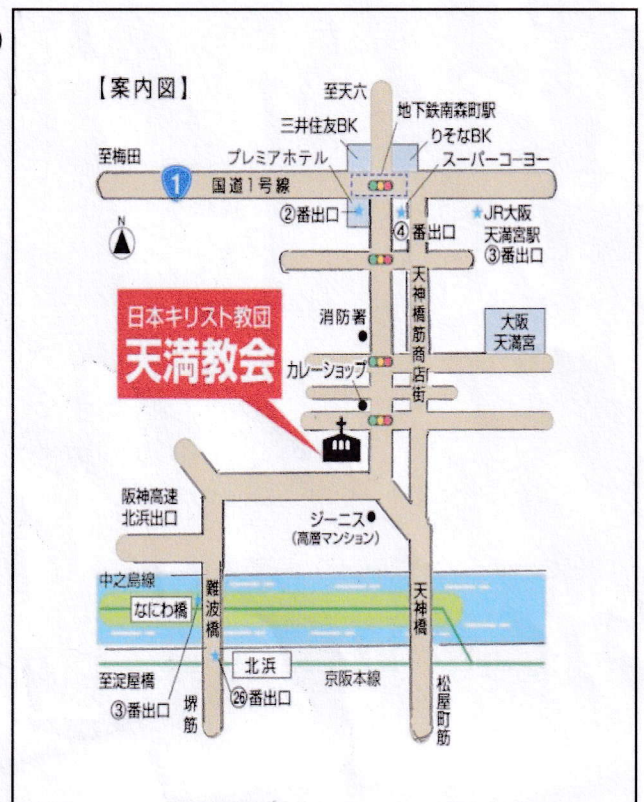 【案内図】
至天六
地下鉄南森町駅
三井住友BK
りそなBK
至梅田
プレミアホテル
スーパーコーヨー
1
国道1号線
N
②番出口
④番出口
JR大阪
天満宮駅
③番出口
天神橋筋商店街
日本キリスト教団
天満教会
消防署
大阪
天満宮
カレーショップ
阪神高速
北浜出口
ジーニス
(高層マンション)
中之島線
なにわ橋
難波橋
天神橋
北浜
至淀屋橋
京阪本線
③番出口
堺筋
㉖番出口
松屋町筋